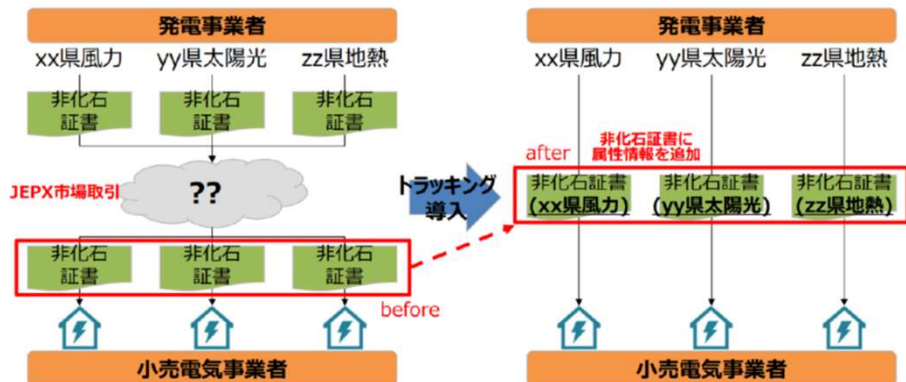 発電事業者
xx県風力 yy県太陽光 zz県地熱
非化石
証書
非化石
証書
非化石
証書
JEPX市場取引
??
非化石
証書
非化石
証書
非化石
証書
before
小売電気事業者
トラッキング
導入
発電事業者
xx県風力 yy県太陽光 zz県地熱
after
非化石証書に
属性情報を追加
非化石証書
(xx県風力)
非化石証書
(yy県太陽光)
非化石証書
(zz県地熱)
小売電気事業者